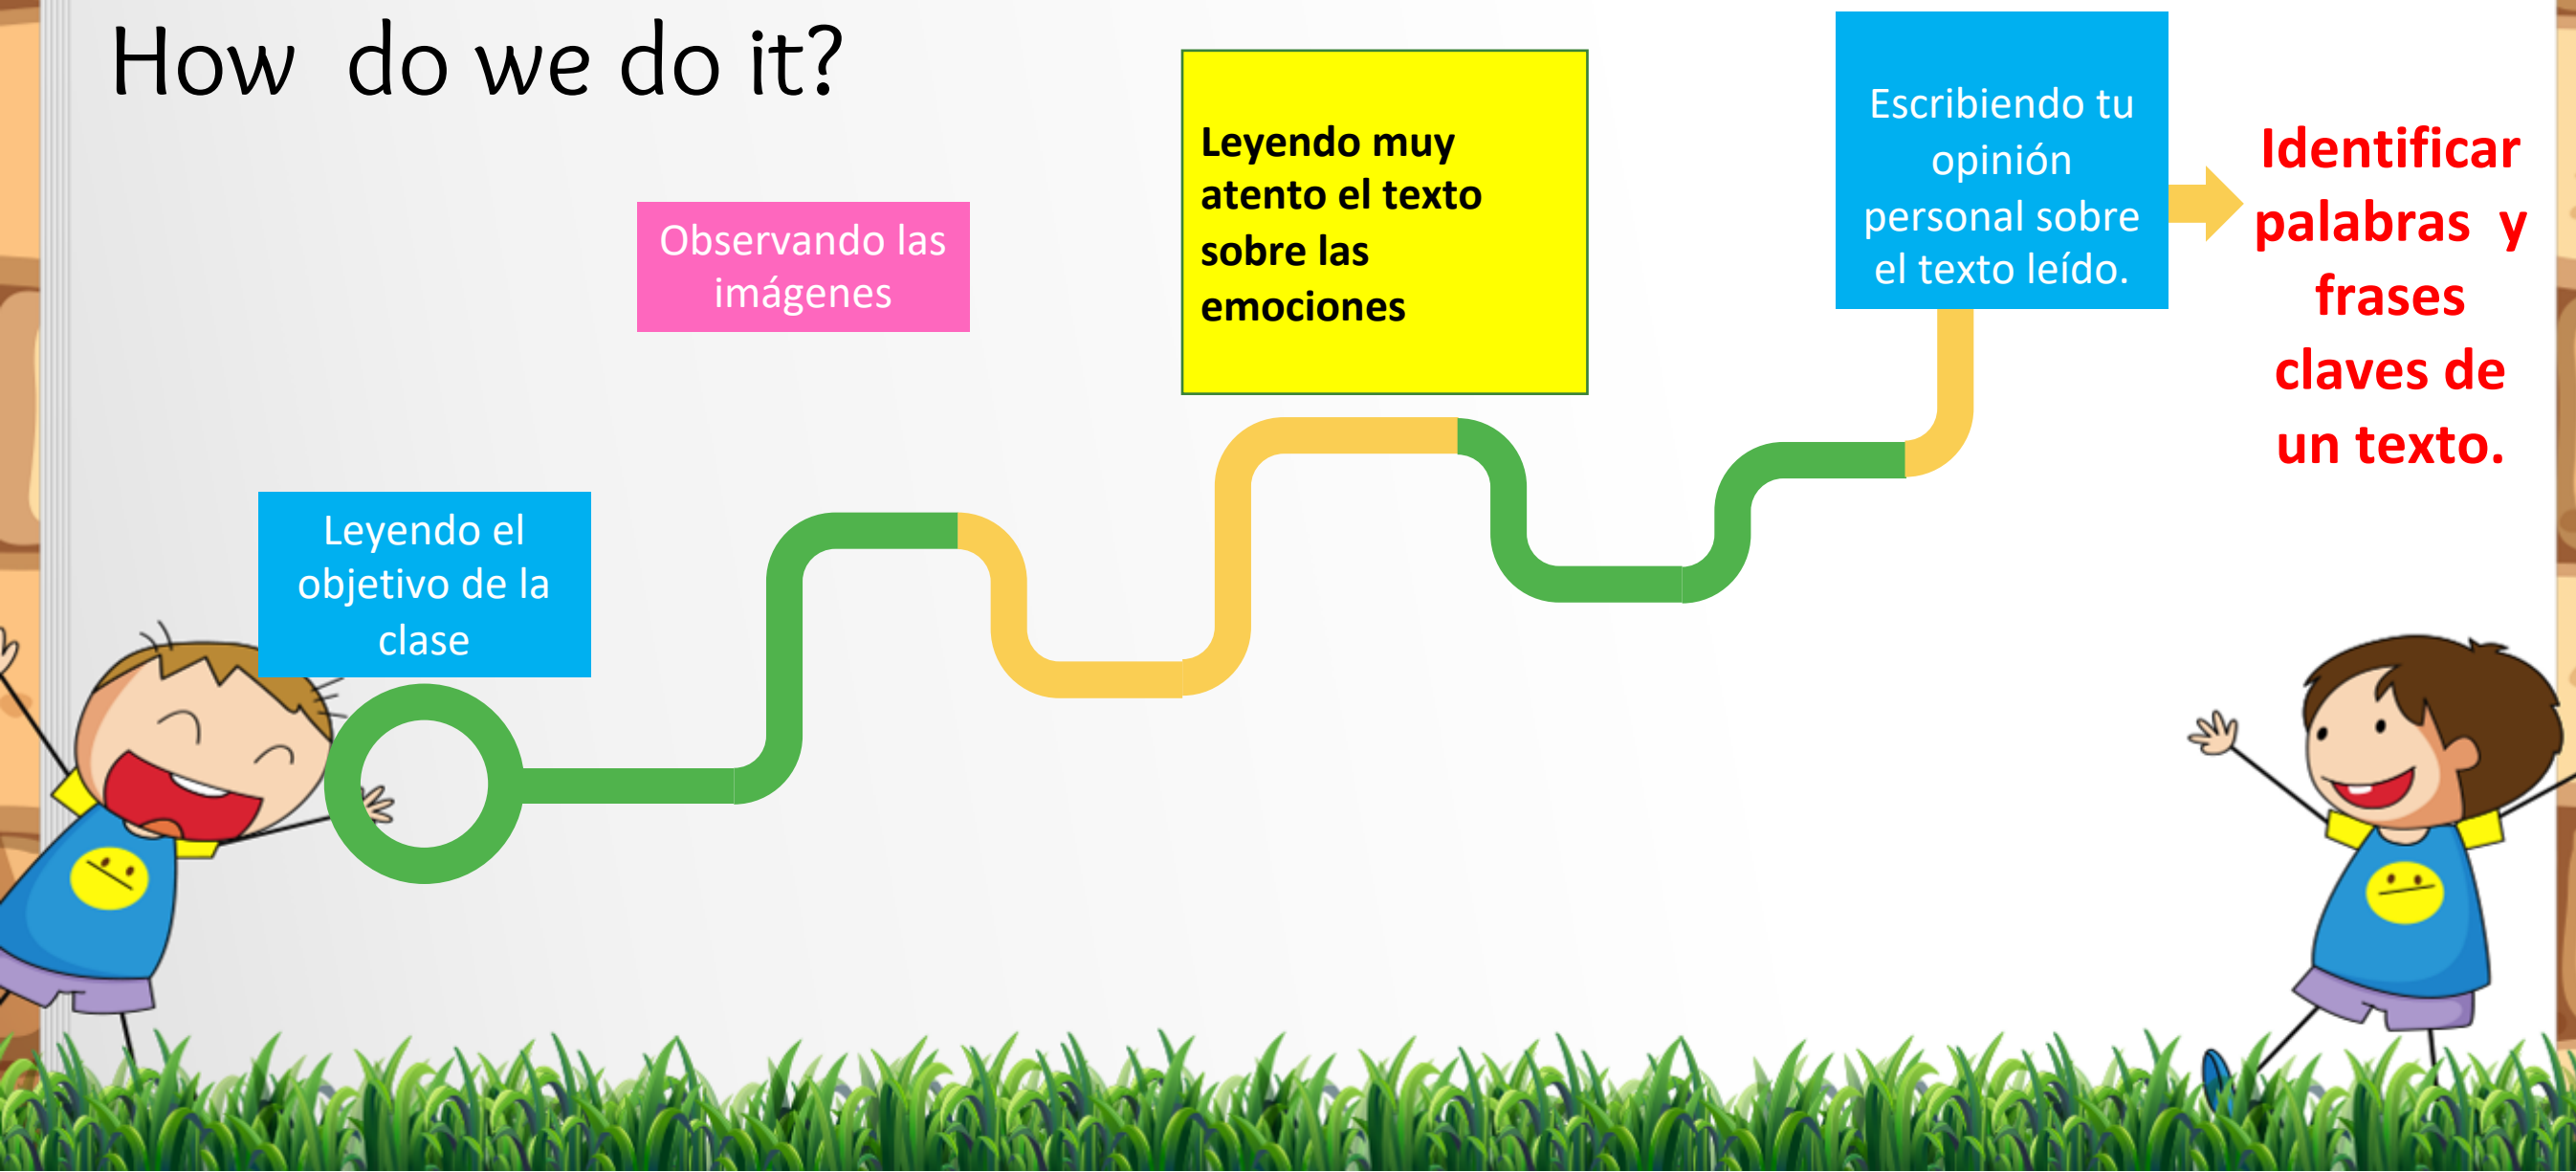 How do we do it?
Leyendo el
objetivo de la
clase
Observando las
imágenes
Leyendo muy
atento el texto
sobre las
emociones
Escribiendo tu
opinión
personal sobre
el texto leído.
Identificar
palabras y
frases
claves de
un texto.